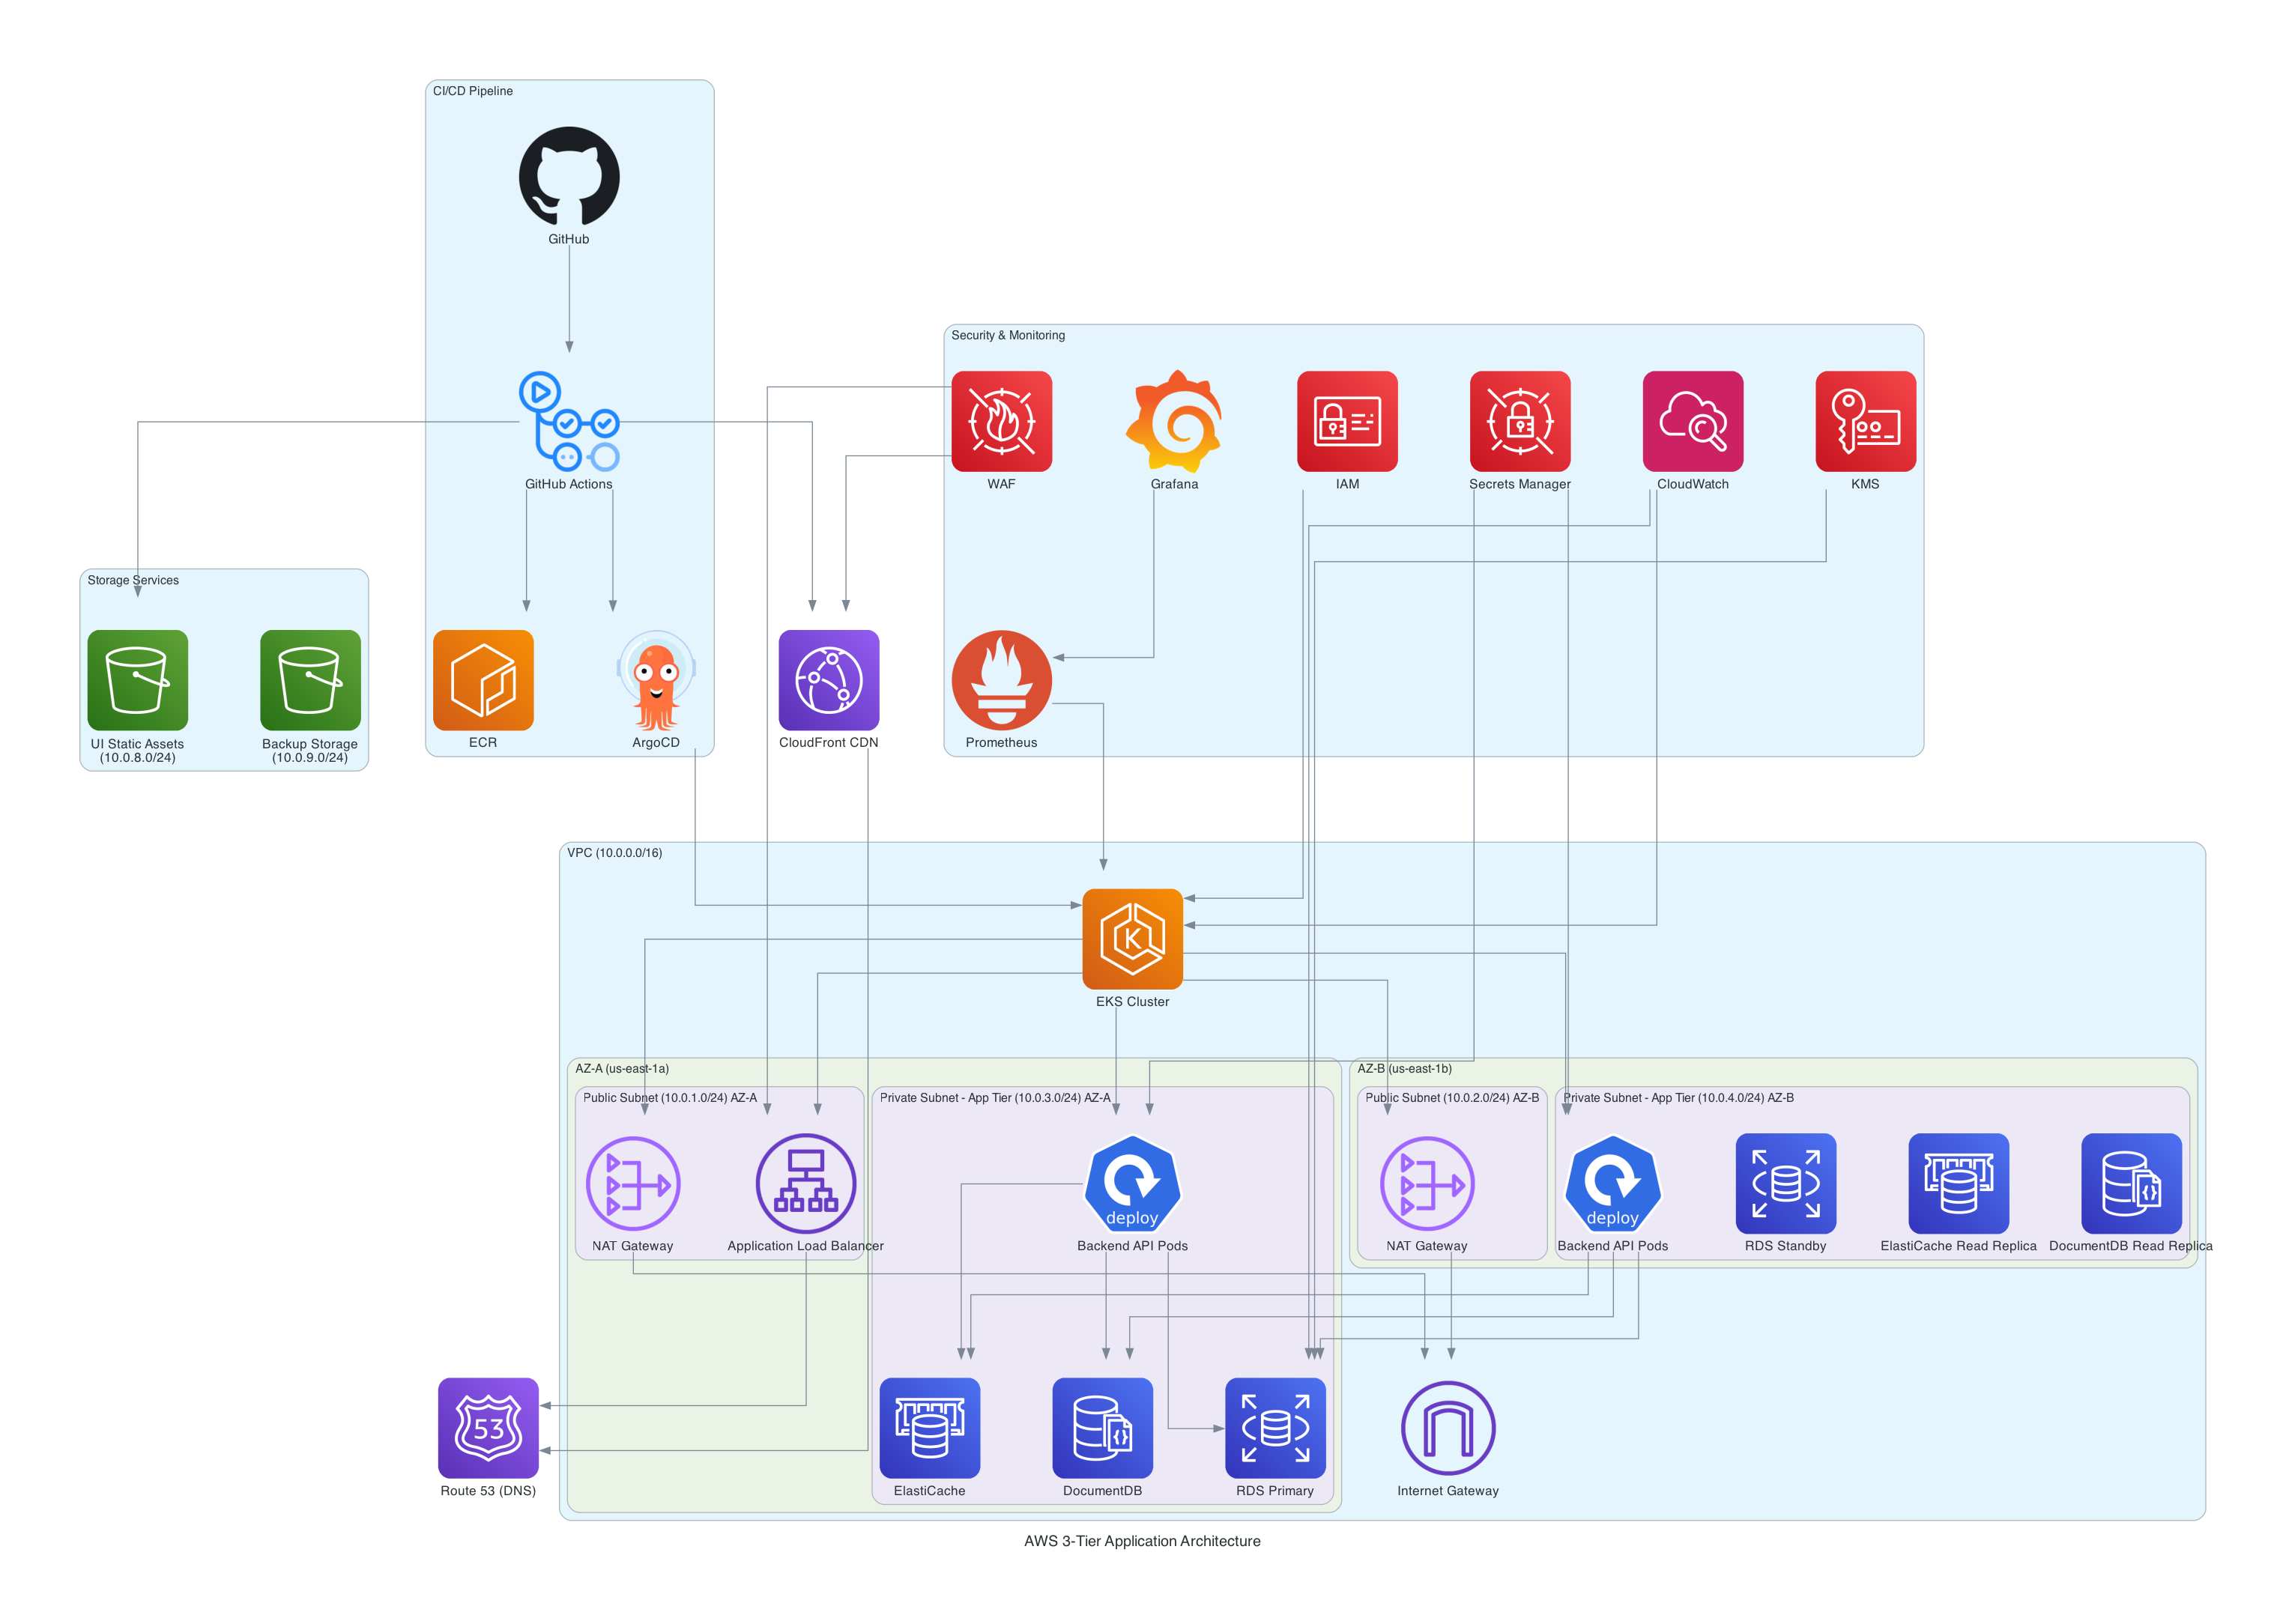 CI/CD Pipeline
GitHub
Security & Monitoring
GitHub Actions
WAF
Grafana
IAM
Secrets Manager
CloudWatch
KMS
Storage Services
UI Static Assets
(10.0.8.0/24)
Backup Storage
(10.0.9.0/24)
ECR
ArgoCD
CloudFront CDN
Prometheus
VPC (10.0.0.0/16)
K
EKS Cluster
AZ-A (us-east-1a)
AZ-B (us-east-1b)
Public Subnet (10.0.1.0/24) AZ-A
Private Subnet - App Tier (10.0.3.0/24) AZ-A
Public Subnet (10.0.2.0/24) AZ-B
Private Subnet - App Tier (10.0.4.0/24) AZ-B
deploy
deploy
NAT Gateway
Application Load Balancer
Backend API Pods
NAT Gateway
Backend API Pods
RDS Standby
ElastiCache Read Replica
DocumentDB Read Replica
53
Route 53 (DNS)
ElastiCache
DocumentDB
RDS Primary
Internet Gateway
AWS 3-Tier Application Architecture